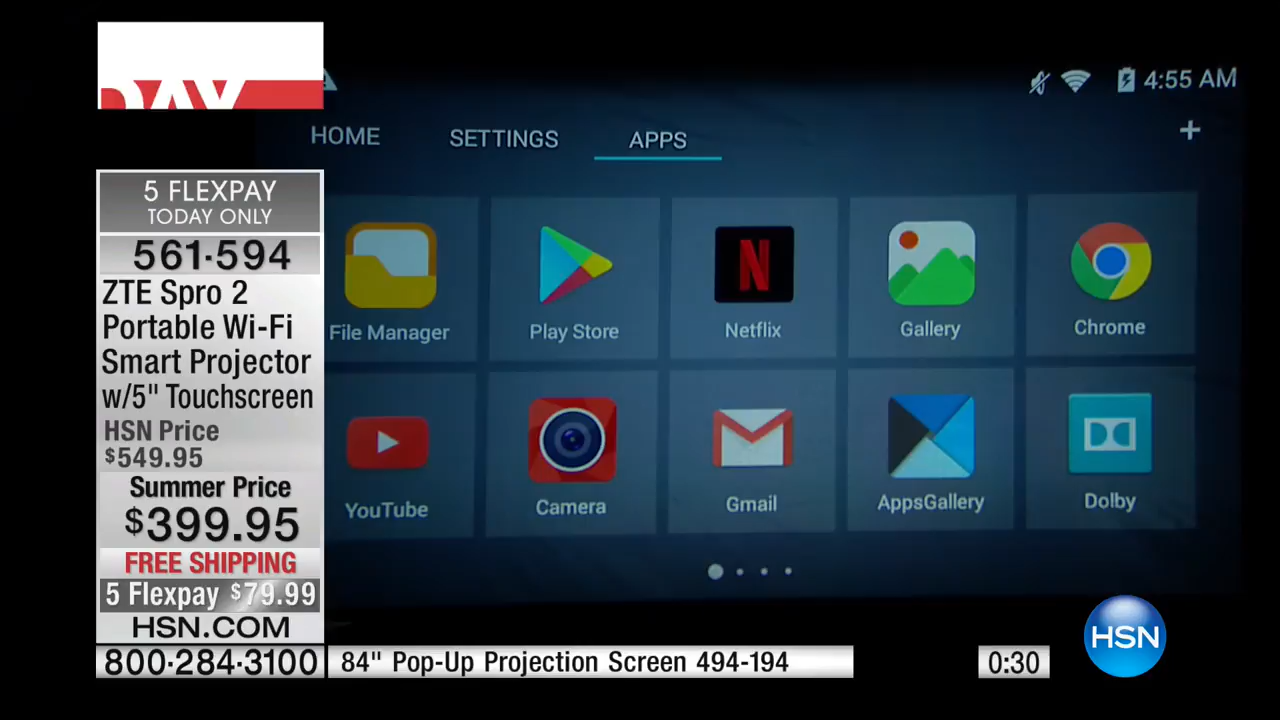 DAY
4:55 AM
HOME SETTINGS APPS +
5 FLEXPAY
TODAY ONLY
561·594
ZTE Spro 2
Portable Wi-Fi
Smart Projector
w/5" Touchscreen
HSN Price
$549.95
Summer Price
$399.95
FREE SHIPPING
5 Flexpay $79.99
HSN.COM
800·284·3100
File Manager Play Store Netflix Gallery Chrome
YouTube Camera Gmail AppsGallery Dolby
84" Pop-Up Projection Screen 494-194
0:30
HSN